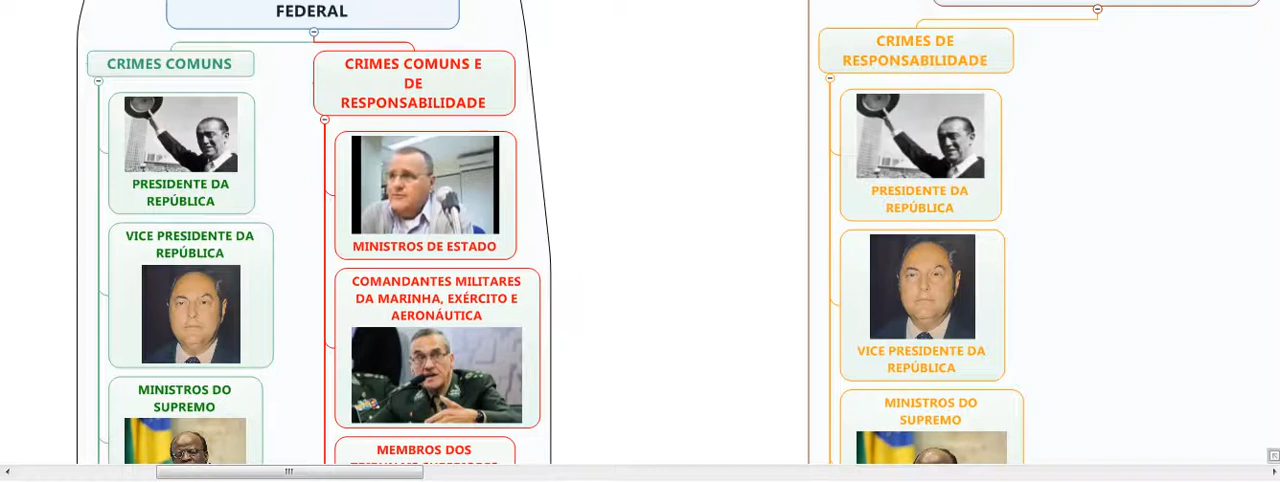 FEDERAL
CRIMES COMUNS
PRESIDENTE DA
REPÚBLICA
VICE PRESIDENTE DA
REPÚBLICA
MINISTROS DO
SUPREMO
CRIMES COMUNS E
DE
RESPONSABILIDADE
MINISTROS DE ESTADO
COMANDANTES MILITARES
DA MARINHA, EXÉRCITO E
AERONÁUTICA
MEMBROS DOS
CRIMES DE
RESPONSABILIDADE
PRESIDENTE DA
REPÚBLICA
VICE PRESIDENTE DA
REPÚBLICA
MINISTROS DO
SUPREMO